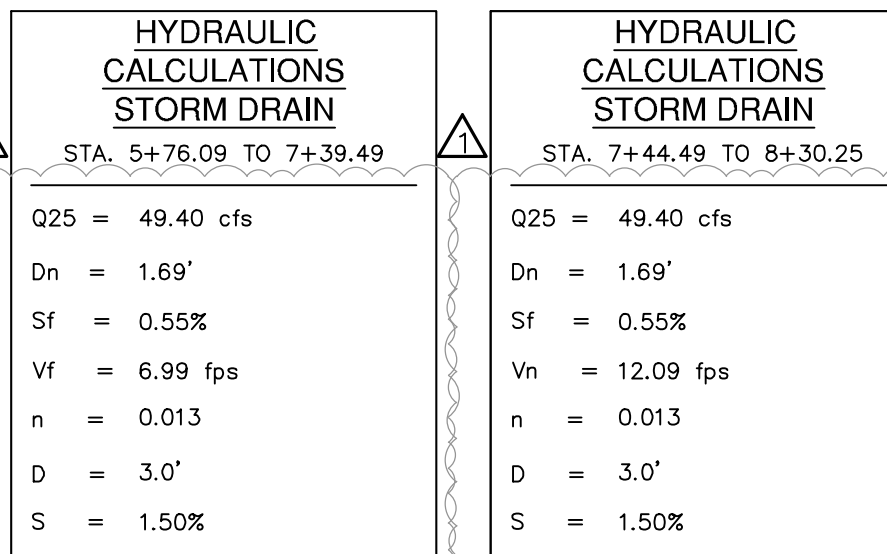 HYDRAULIC
CALCULATIONS
STORM DRAIN
STA. 5+76.09 TO 7+39.49
Q25 = 49.40 cfs
Dn = 1.69'
Sf = 0.55%
Vf = 6.99 fps
n = 0.013
D = 3.0'
S = 1.50%
1
HYDRAULIC
CALCULATIONS
STORM DRAIN
STA. 7+44.49 TO 8+30.25
Q25 = 49.40 cfs
Dn = 1.69'
Sf = 0.55%
Vn = 12.09 fps
n = 0.013
D = 3.0'
S = 1.50%